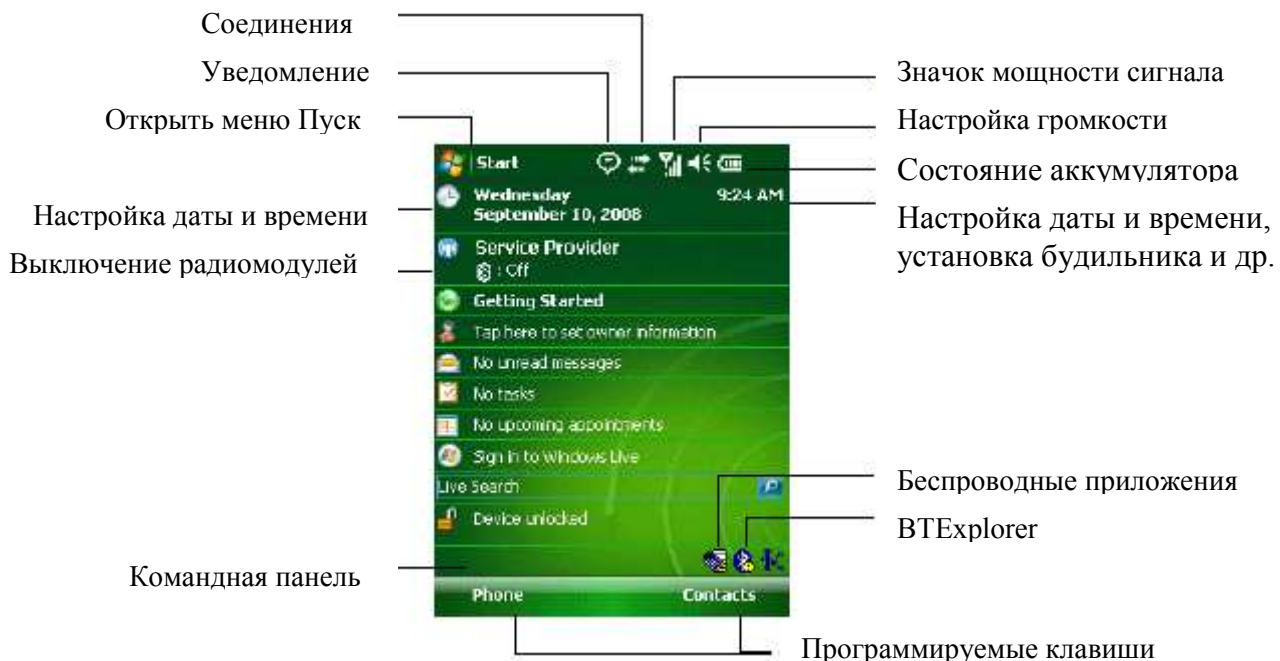 Соединения
Уведомление
Значок мощности сигнала
Открыть меню Пуск
Настройка громкости
Start
Состояние аккумулятора
Wednesday
9:24 AM
September 10, 2008
Настройка даты и времени
Настройка даты и времени,
установка будильника и др.
Service Provider
Выключение радиомодулей
: Off
Getting Started
Tap here to set owner information
No unread messages
No tasks
No upcoming appointments
Sign in to Windows Live
Live Search
Беспроводные приложения
Device unlocked
BTExplorer
Командная панель
Phone
Contacts
Программируемые клавиши